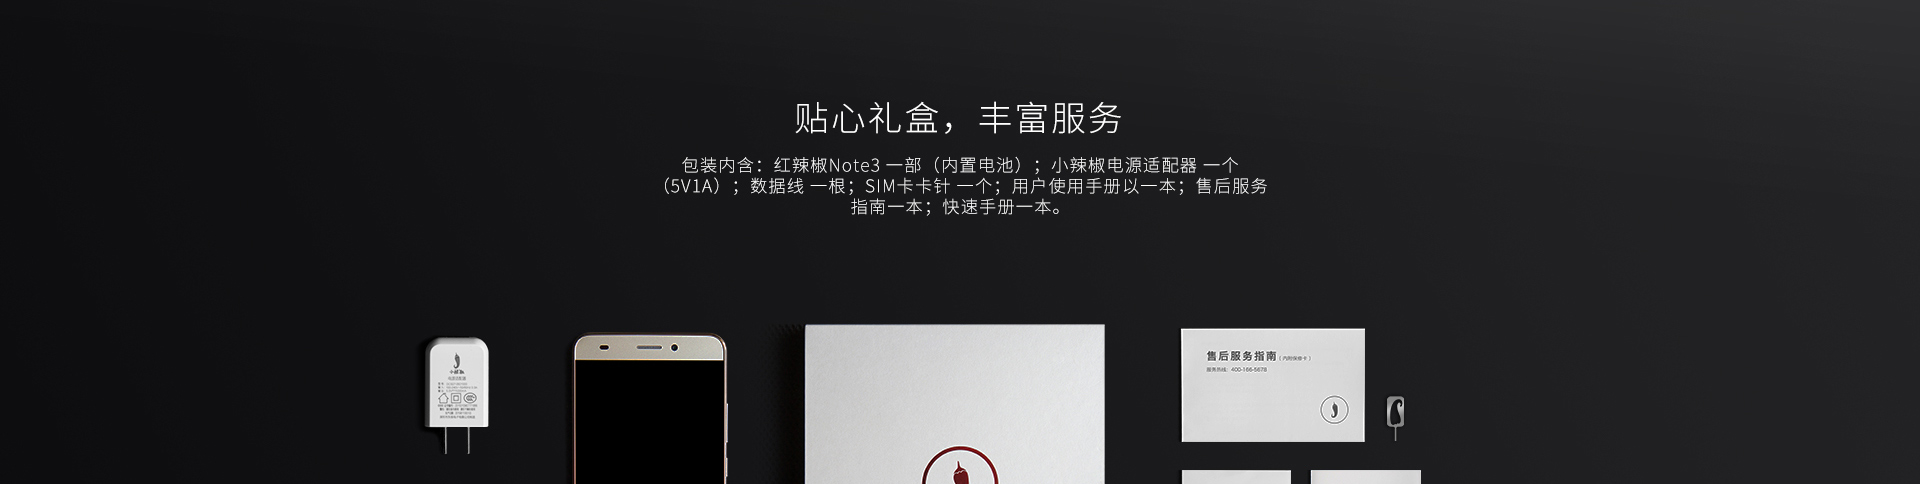 贴心礼盒，丰富服务
包装内含：红辣椒Note3 一部（内置电池）；小辣椒电源适配器 一个
（5V1A）；数据线 一根；SIM卡卡针 一个；用户使用手册以一本；售后服务
指南一本；快速手册一本。
小辣椒
售后服务指南（内附保修卡）
服务热线：400-166-5678